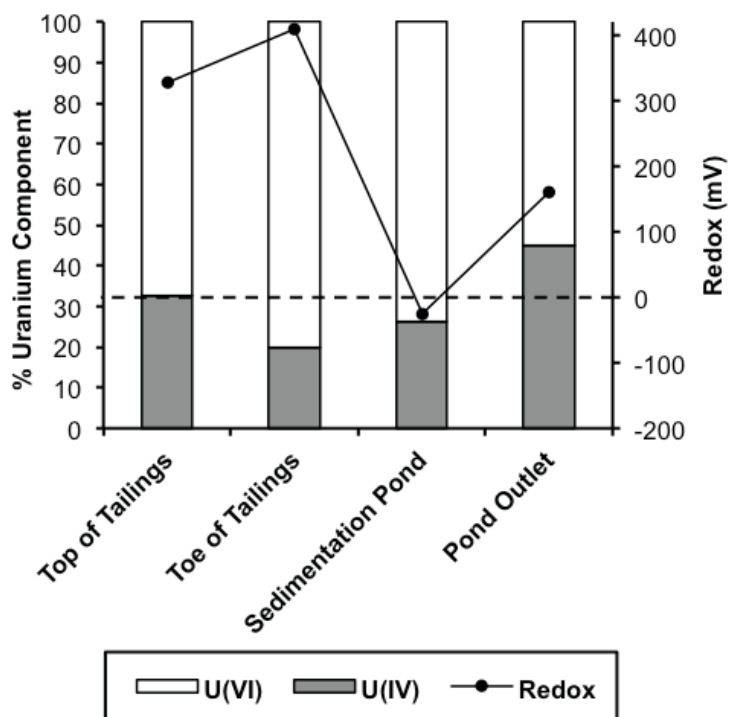 % Uranium Component
100
90
80
70
60
50
40
30
20
10
0
400
300
200
100
0
-100
-200
Redox (mV)
Top of Tailings
Toe of Tailings
Sedimentation Pond
Pond Outlet
U(VI) U(IV) Redox